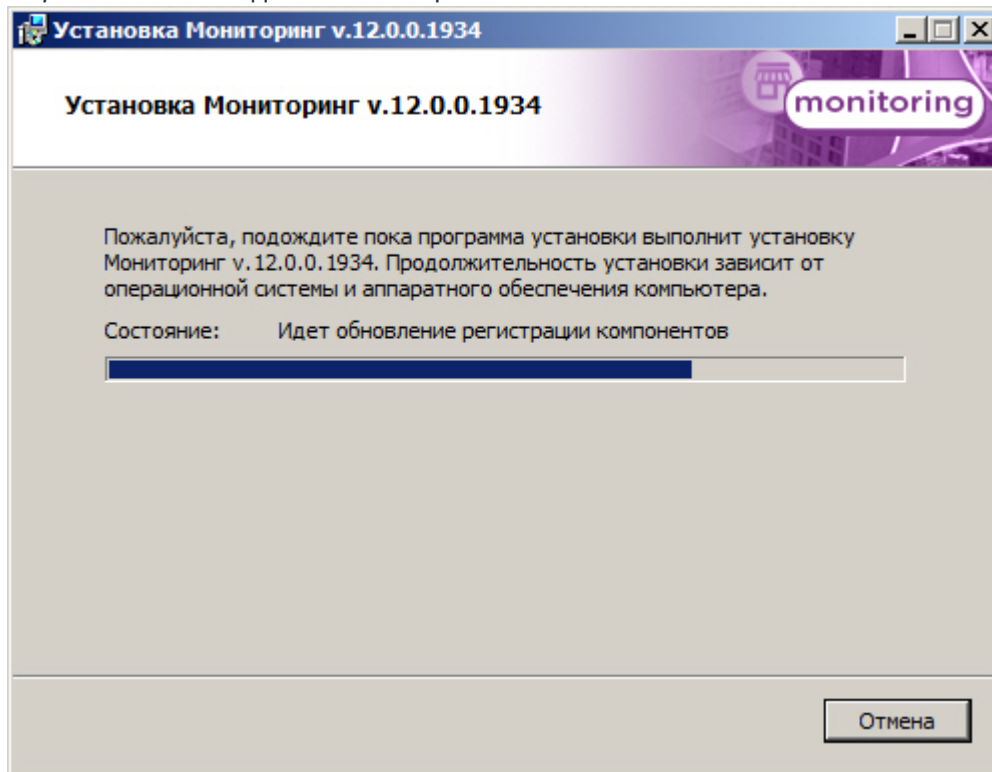 Установка Мониторинг v.12.0.0.1934
Установка Мониторинг v.12.0.0.1934
monitoring
Пожалуйста, подождите пока программа установки выполнит установку
Мониторинг v.12.0.0.1934. Продолжительность установки зависит от
операционной системы и аппаратного обеспечения компьютера.
Состояние: Идет обновление регистрации компонентов
Отмена